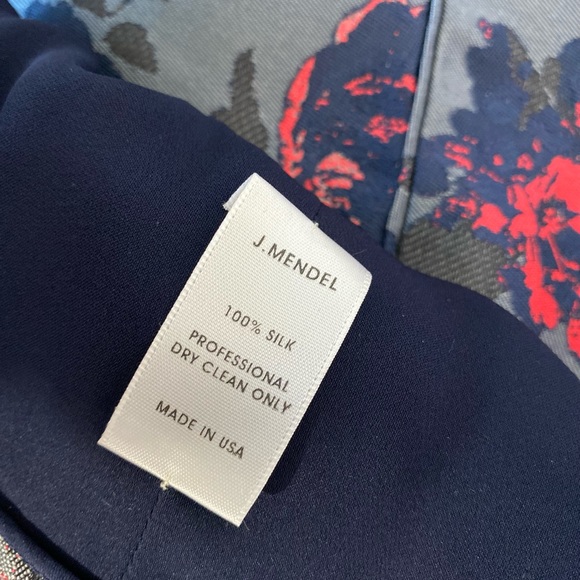 J.MENDEL
100% SILK
PROFESSIONAL
DRY CLEAN ONLY
MADE IN USA